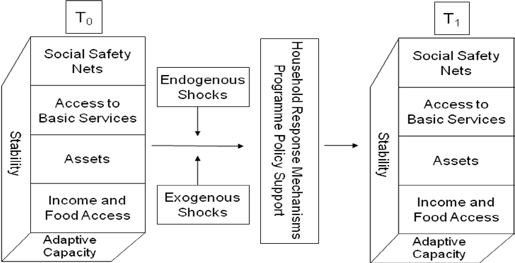 T0
Social Safety
Nets
Access to
Basic Services
Assets
Income and
Food Access
Adaptive
Capacity
Stability
Endogenous
Shocks
Exogenous
Shocks
Household Response Mechanisms
Programme Policy Support
T1
Social Safety
Nets
Access to
Basic Services
Assets
Income and
Food Access
Adaptive
Capacity
Stability